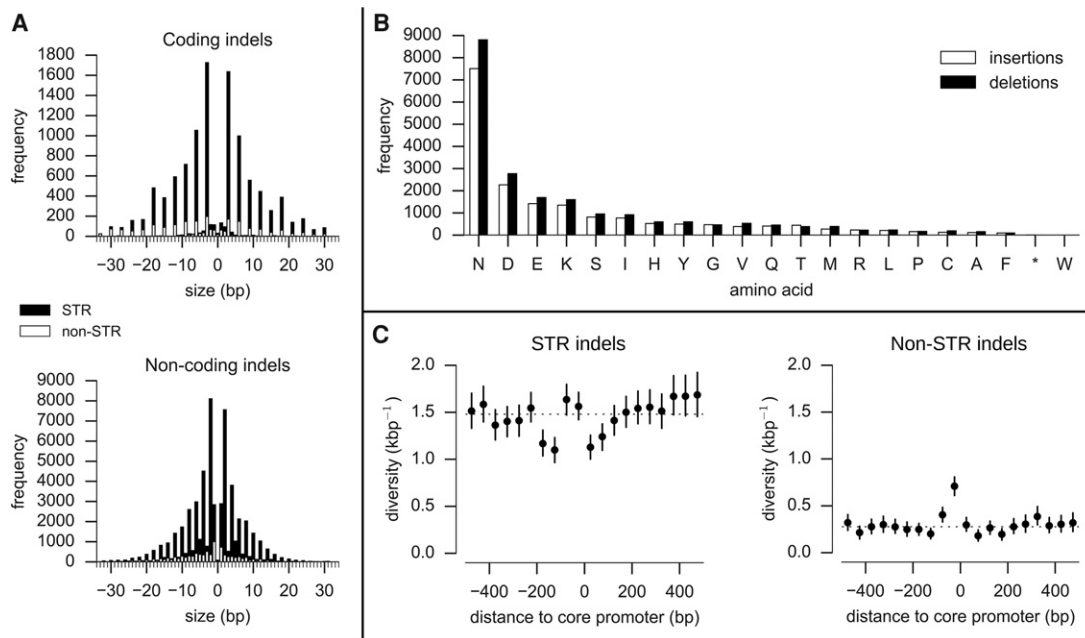 A
Coding indels
1800
1600
1400
1200
1000
800
600
400
200
0
frequency
−30 −20 −10 0 10 20 30
size (bp)
STR
non-STR
Non-coding indels
9000
8000
7000
6000
5000
4000
3000
2000
1000
0
frequency
−30 −20 −10 0 10 20 30
size (bp)
B
9000
8000
7000
6000
5000
4000
3000
2000
1000
0
frequency
insertions
deletions
N D E K S I H Y G V Q T M R L P C A F * W
amino acid
C
STR indels
2.0
1.5
1.0
0.5
0.0
diversity (kbp⁻¹)
−400 −200 0 200 400
distance to core promoter (bp)
Non-STR indels
2.0
1.5
1.0
0.5
0.0
diversity (kbp⁻¹)
−400 −200 0 200 400
distance to core promoter (bp)